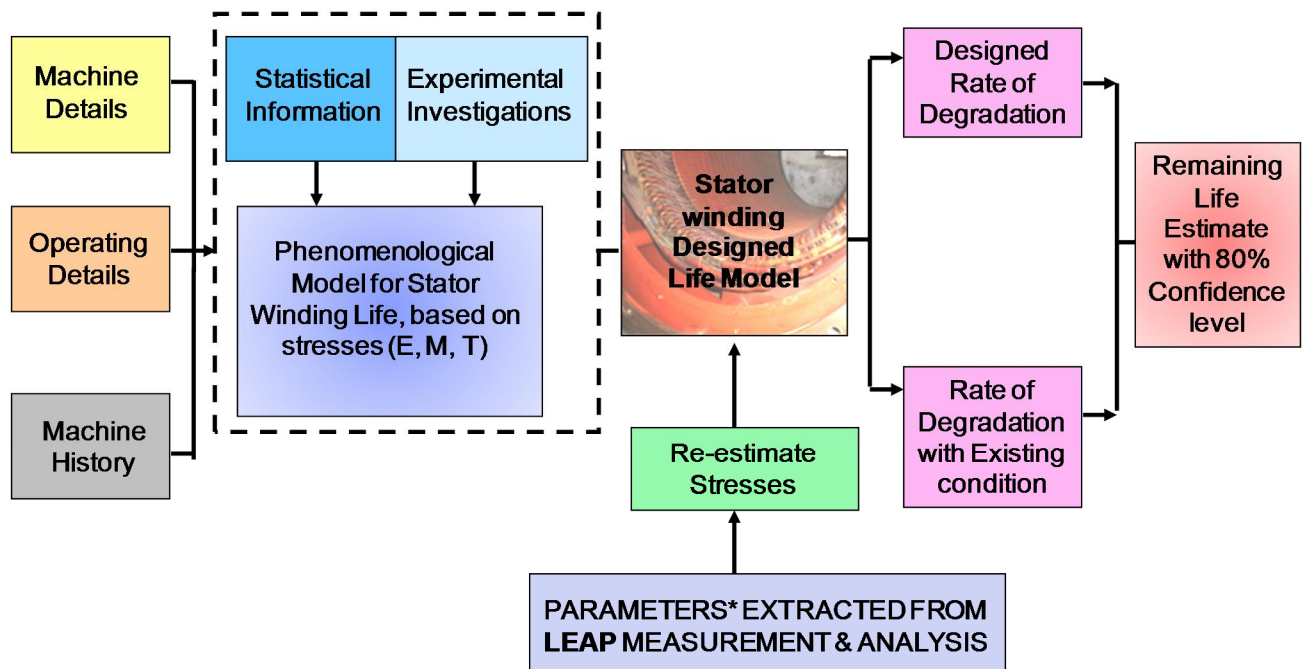 Machine
Details
Operating
Details
Machine
History
Statistical
Information
Experimental
Investigations
Phenomenological
Model for Stator
Winding Life, based on
stresses (E, M, T)
Stator
winding
Designed
Life Model
Re-estimate
Stresses
PARAMETERS* EXTRACTED FROM
LEAP MEASUREMENT & ANALYSIS
Designed
Rate of
Degradation
Rate of
Degradation
with Existing
condition
Remaining
Life
Estimate
with 80%
Confidence
level